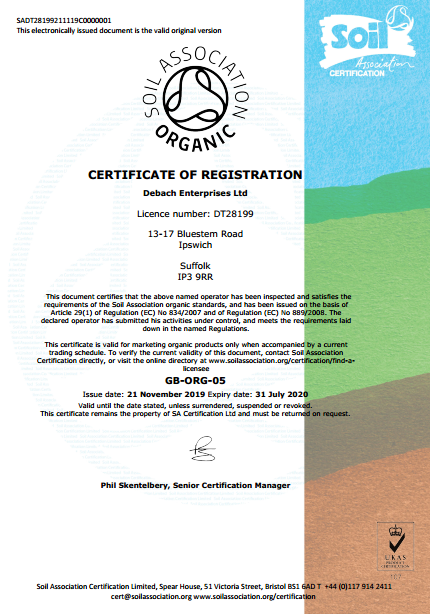 SADT28199211119C0000001
This electronically issued document is the valid original version
Soil
Association
CERTIFICATION
SOIL ASSOCIATION
ORGANIC
CERTIFICATE OF REGISTRATION
Debach Enterprises Ltd
Licence number: DT28199
13-17 Bluestem Road
Ipswich
Suffolk
IP3 9RR
This document certifies that the above named operator has been inspected and satisfies the
requirements of the Soil Association organic standards, and has been issued on the basis of
Article 29(1) of Regulation (EC) No 834/2007 and of Regulation (EC) No 889/2008. The
declared operator has submitted his activities under control, and meets the requirements laid
down in the named Regulations.
This certificate is valid for marketing organic products only when accompanied by a current
trading schedule. To verify the current validity of this document, contact Soil Association
Certification directly, or visit the online directory at www.soilassociation.org/certification/find-a-
licensee
GB-ORG-05
Issue date: 21 November 2019 Expiry date: 31 July 2020
Valid until the date stated, unless surrendered, suspended or revoked.
This certificate remains the property of SA Certification Ltd and must be returned on request.
Phil Skentelbery, Senior Certification Manager
UKAS
PRODUCT
CERTIFICATION
Soil Association Certification Limited, Spear House, 51 Victoria Street, Bristol BS1 6AD T +44 (0)117 914 2411
cert@soilassociation.org www.soilassociation.org/certification